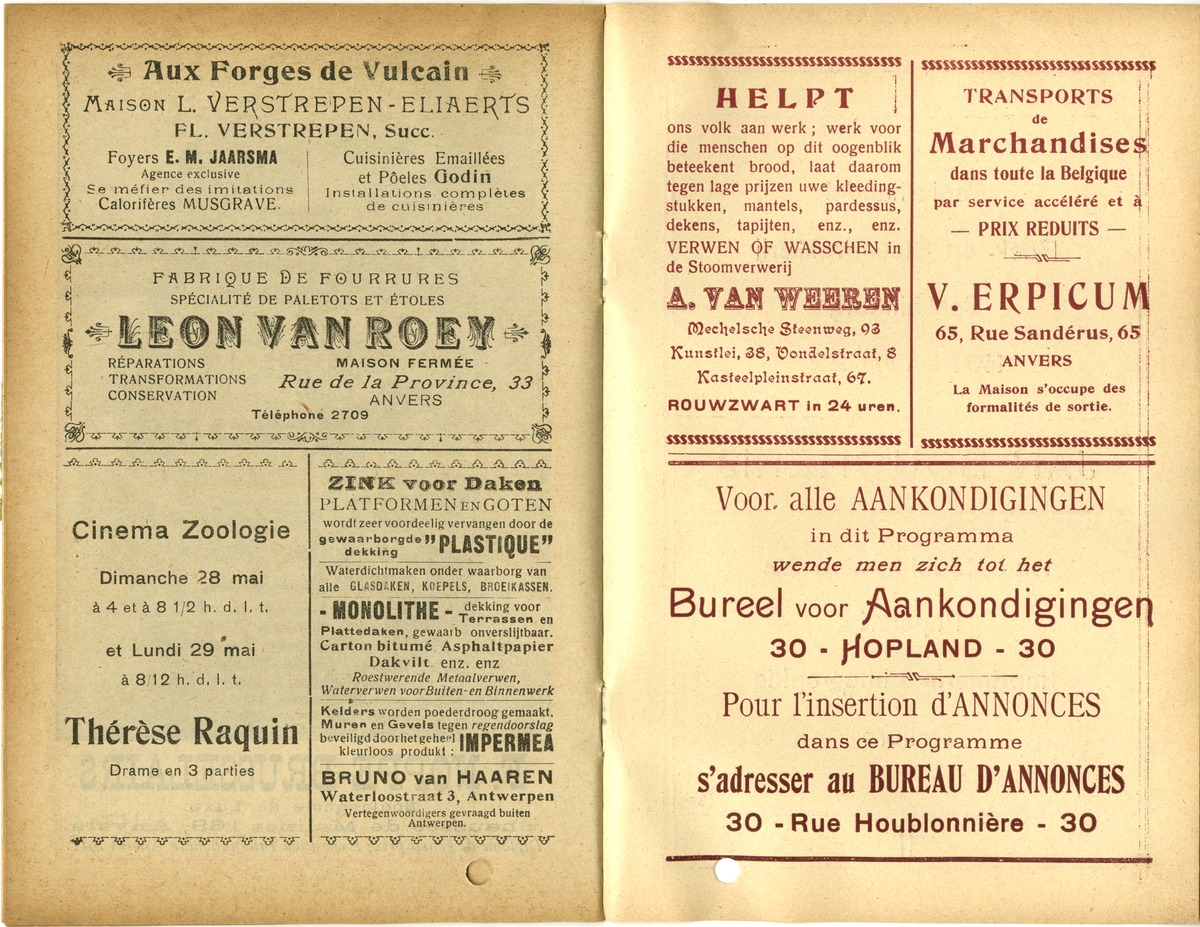 Aux Forges de Vulcain
MAISON L. VERSTREPEN-ELIAERTS
FL. VERSTREPEN, Succ.
Foyers E. M. JAARSMA
Agence exclusive
Se méfier des imitations
Calorifères MUSGRAVE.
Cuisinières Emaillées
et Pôeles Godin
Installations complètes
de cuisinières
FABRIQUE DE FOURRURES
SPÉCIALITÉ DE PALETOTS ET ÉTOLES
LEON VAN ROEY
RÉPARATIONS
TRANSFORMATIONS
CONSERVATION
MAISON FERMÉE
Rue de la Province, 33
ANVERS
Téléphone 2709
Cinema Zoologie
Dimanche 28 mai
à 4 et à 8 1/2 h. d. l. t.
et Lundi 29 mai
à 8/12 h. d. l. t.
Thérèse Raquin
Drame en 3 parties
ZINK voor Daken
PLATFORMEN EN GOTEN
wordt zeer voordeelig vervangen door de
gewaarborgde "PLASTIQUE"
dekking
Waterdichtmaken onder waarborg van
alle GLASDAKEN, KOEPELS, BROEIKASSEN.
- MONOLITHE - dekking voor
Terrassen en
Plattedaken, gewaarb onverslijtbaar.
Carton bitumé Asphaltpapier
Dakvilt enz. enz
Roestwerende Metaalverwen,
Waterverwen voor Buiten- en Binnenwerk
Kelders worden poederdroog gemaakt.
Muren en Gevels tegen regendoorslag
beveiligd door het geheel IMPERMEA
kleurloos produkt :
BRUNO van HAAREN
Waterloostraat 3, Antwerpen
Vertegenwoordigers gevraagd buiten
Antwerpen.
HELPT
ons volk aan werk ; werk voor
die menschen op dit oogenblik
beteekent brood, laat daarom
tegen lage prijzen uwe kleeding-
stukken, mantels, pardessus,
dekens, tapijten, enz., enz.
VERWEN OF WASSCHEN in
de Stoomverwerij
A. VAN WEEREN
Mechelsche Steenweg, 93
Kunstlei, 38, Vondelstraat, 8
Kasteelpleinstraat, 67.
ROUWZWART in 24 uren.
TRANSPORTS
de
Marchandises
dans toute la Belgique
par service accéléré et à
— PRIX REDUITS —
V. ERPICUM
65, Rue Sandérus, 65
ANVERS
La Maison s'occupe des
formalités de sortie.
Voor alle AANKONDIGINGEN
in dit Programma
wende men zich tot het
Bureel voor Aankondigingen
30 - HOPLAND - 30
Pour l'insertion d'ANNONCES
dans ce Programme
s'adresser au BUREAU D'ANNONCES
30 - Rue Houblonnière - 30